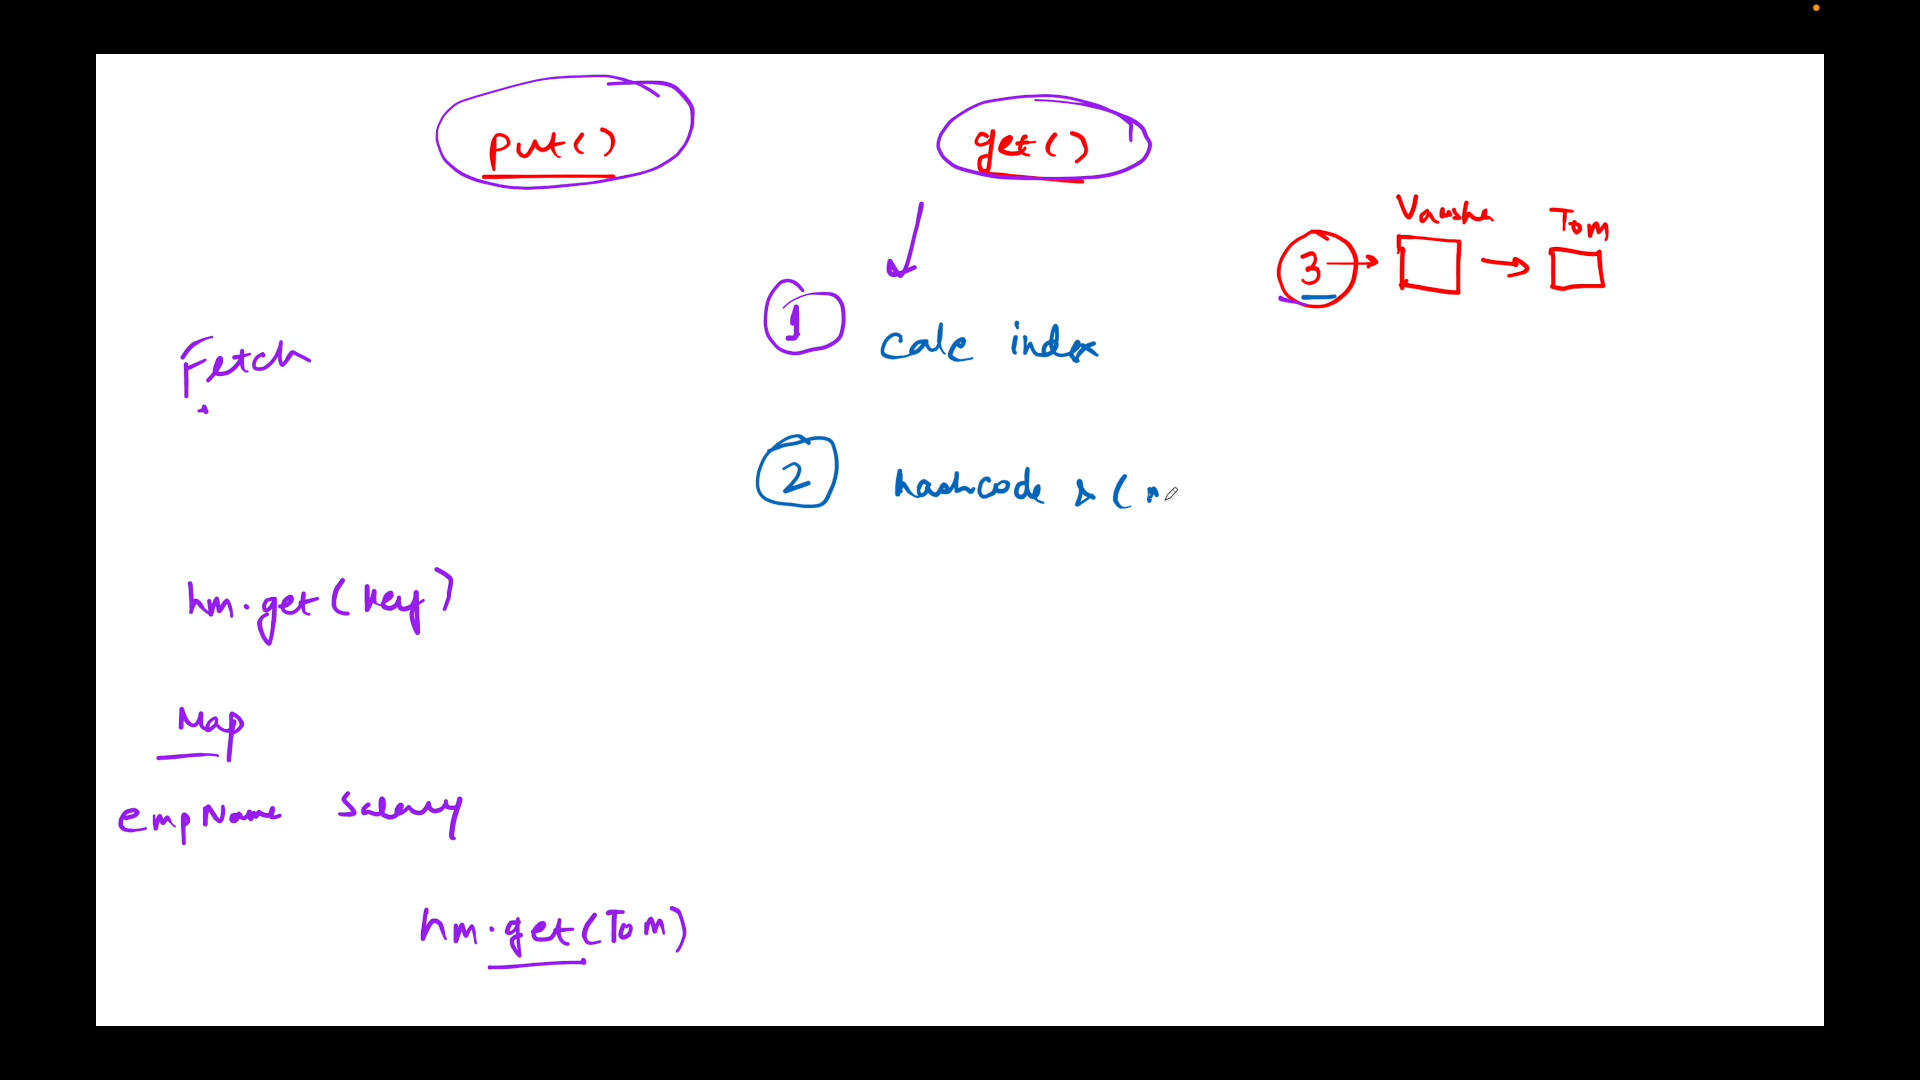 put()
get()
3
Tom
1
calc index
Fetch
2
hashcode & (n
hm.get(key)
Map
empName salary
hm.get(Tom)